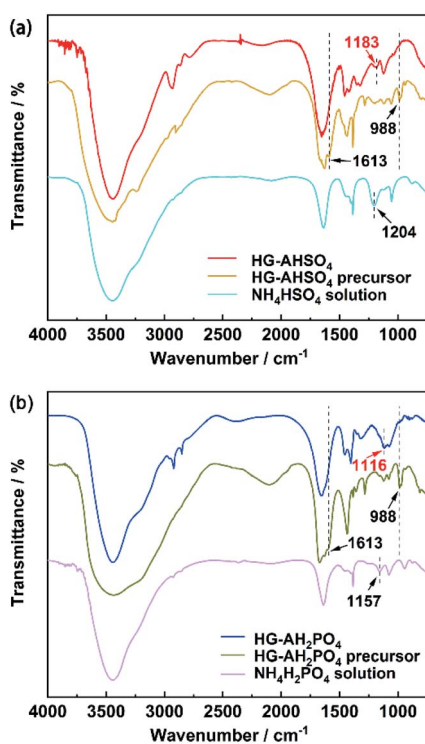 (a)
Transmittance / %
1183
988
1613
1204
HG-AHSO₄
HG-AHSO₄ precursor
NH₄HSO₄ solution
4000 3500 3000 2500 2000 1500 1000
Wavenumber / cm⁻¹
(b)
Transmittance / %
1116
988
1613
1157
HG-AH₂PO₄
HG-AH₂PO₄ precursor
NH₄H₂PO₄ solution
4000 3500 3000 2500 2000 1500 1000
Wavenumber / cm⁻¹